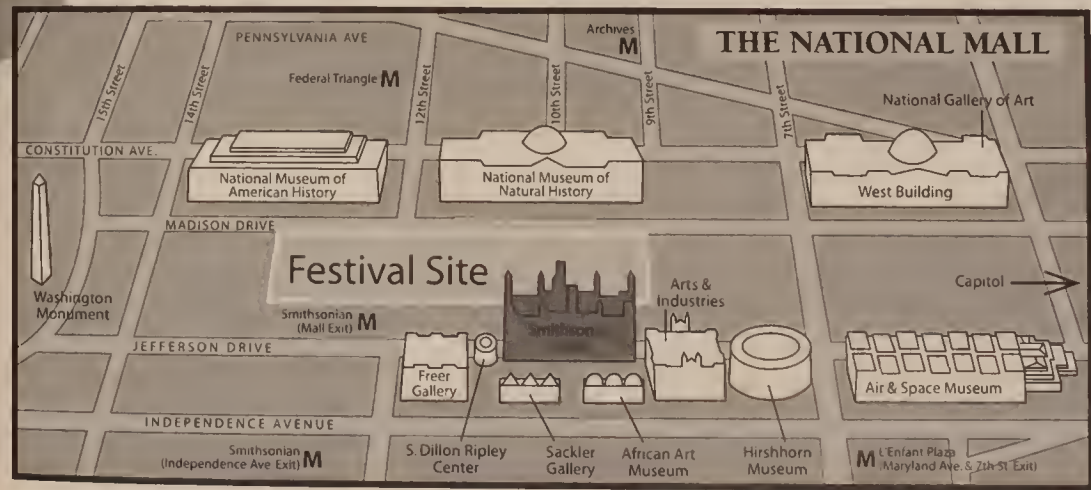 THE NATIONAL MALL
PENNSYLVANIA AVE
Archives
M
Federal Triangle M
15th Street
14th Street
12th Street
10th Street
9th Street
7th Street
National Gallery of Art
CONSTITUTION AVE.
National Museum of
American History
National Museum of
Natural History
West Building
MADISON DRIVE
Festival Site
Washington
Monument
Smithsonian
(Mall Exit) M
Smithson
Arts &
Industries
Capitol
JEFFERSON DRIVE
Freer
Gallery
Air & Space Museum
INDEPENDENCE AVENUE
Smithsonian
(Independence Ave Exit) M
S. Dillon Ripley
Center
Sackler
Gallery
African Art
Museum
Hirshhorn
Museum
M L'Enfant Plaza
(Maryland Ave. & 7th St. Exit)